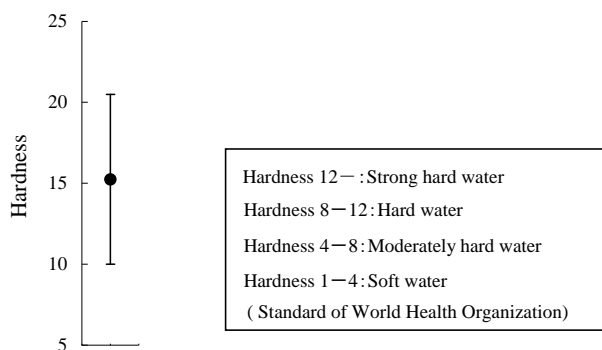 25
20
15
10
5
Hardness
Hardness 12－:Strong hard water
Hardness 8－12:Hard water
Hardness 4－8:Moderately hard water
Hardness 1－4:Soft water
( Standard of World Health Organization)